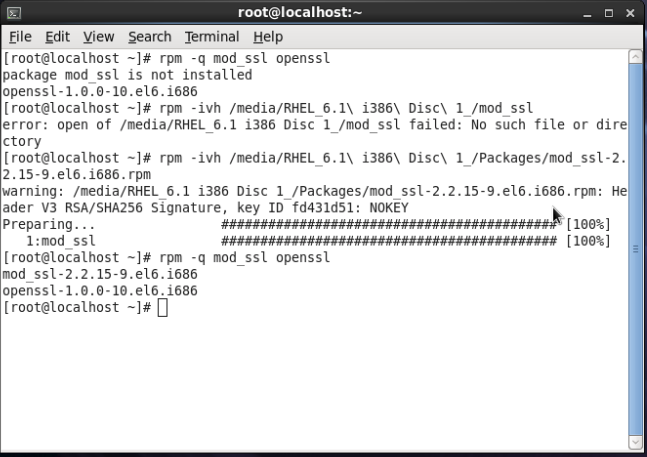 root@localhost:~
File Edit View Search Terminal Help
[root@localhost ~]# rpm -q mod_ssl openssl
package mod_ssl is not installed
openssl-1.0.0-10.el6.i686
[root@localhost ~]# rpm -ivh /media/RHEL_6.1\ i386\ Disc\ 1_/mod_ssl
error: open of /media/RHEL_6.1 i386 Disc 1_/mod_ssl failed: No such file or dire
ctory
[root@localhost ~]# rpm -ivh /media/RHEL_6.1\ i386\ Disc\ 1_/Packages/mod_ssl-2.
2.15-9.el6.i686.rpm
warning: /media/RHEL_6.1 i386 Disc 1_/Packages/mod_ssl-2.2.15-9.el6.i686.rpm: He
ader V3 RSA/SHA256 Signature, key ID fd431d51: NOKEY
Preparing... ########################################### [100%]
1:mod_ssl ########################################### [100%]
[root@localhost ~]# rpm -q mod_ssl openssl
mod_ssl-2.2.15-9.el6.i686
openssl-1.0.0-10.el6.i686
[root@localhost ~]#